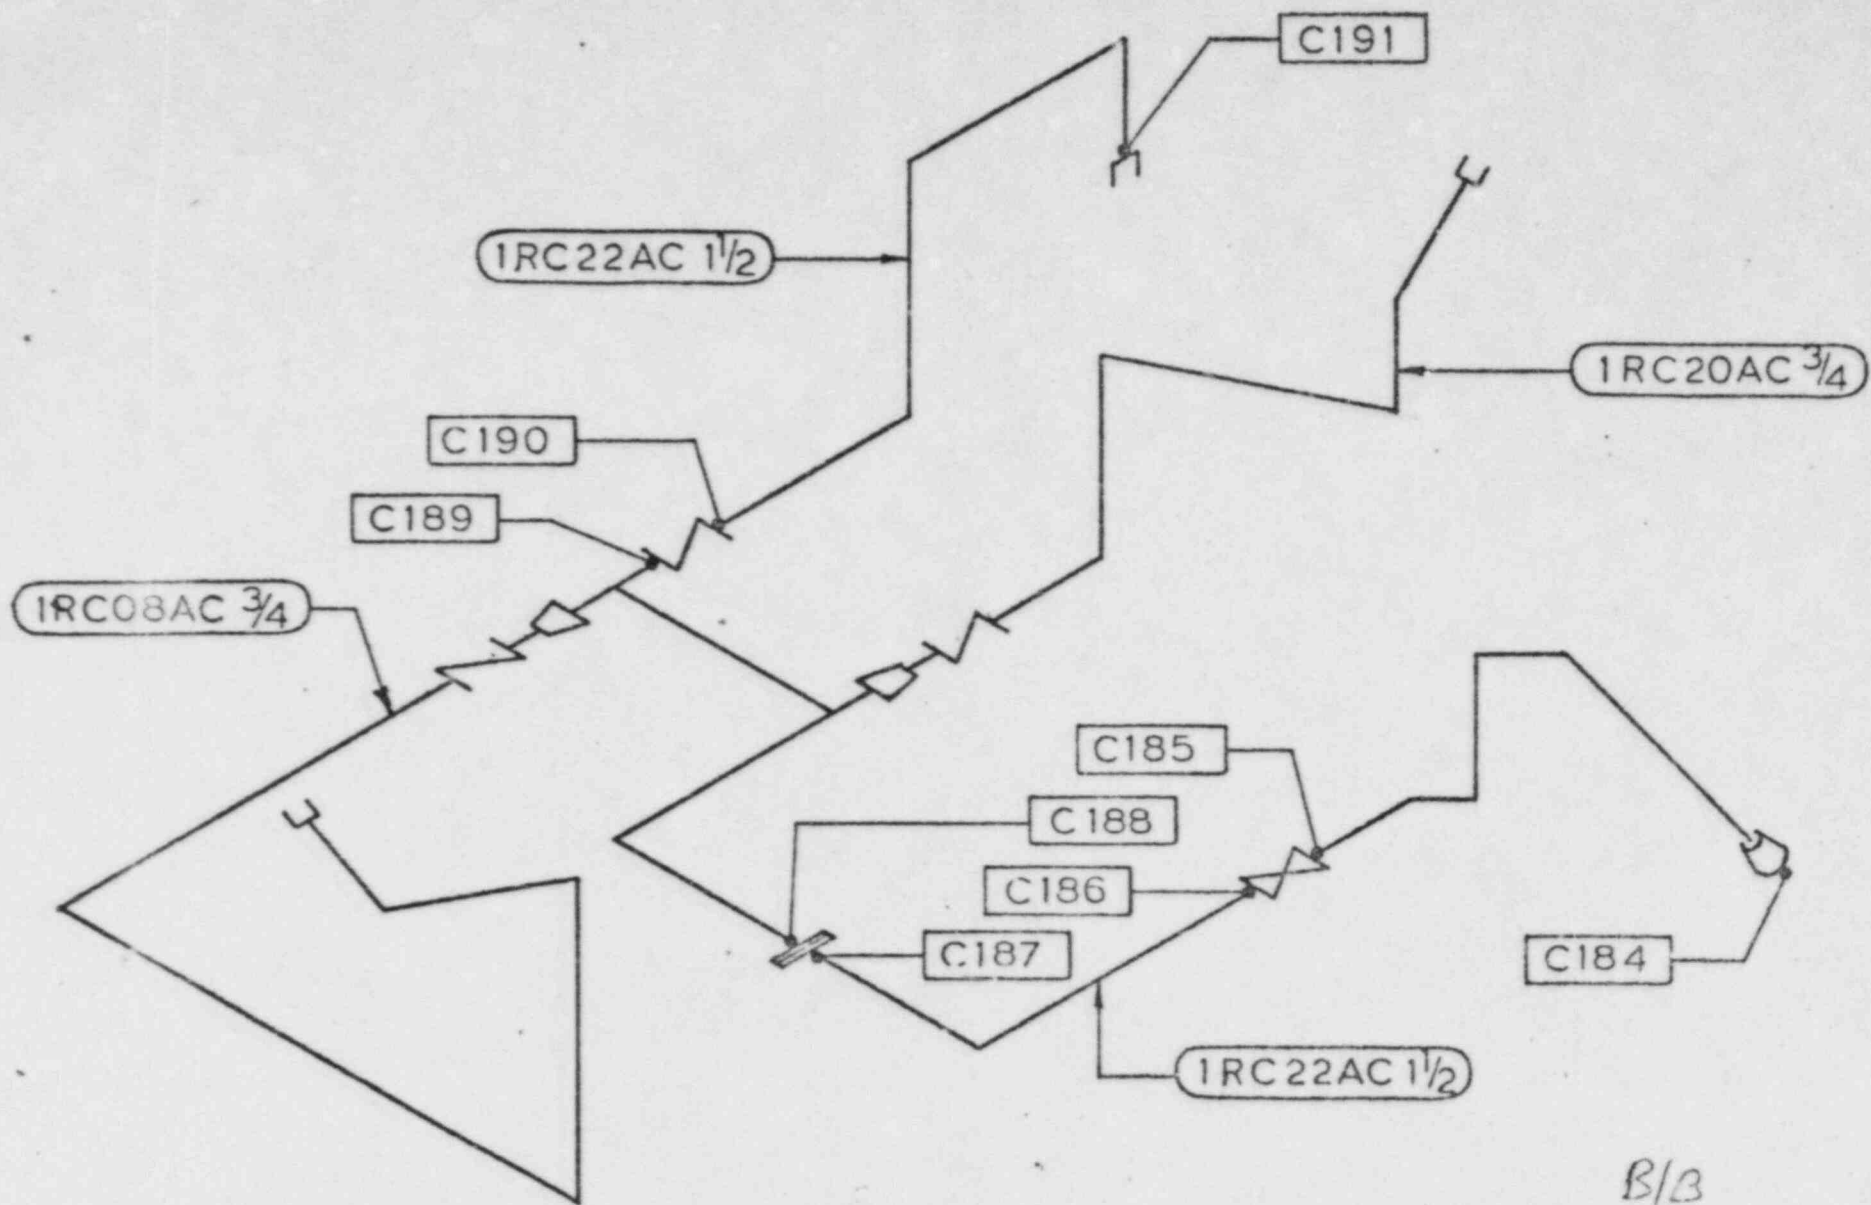 C191
1RC22AC 1½
1RC20AC ¾
C190
C189
1RC08AC ¾
C185
C188
C186
C187
C184
1RC22AC 1½
B/B